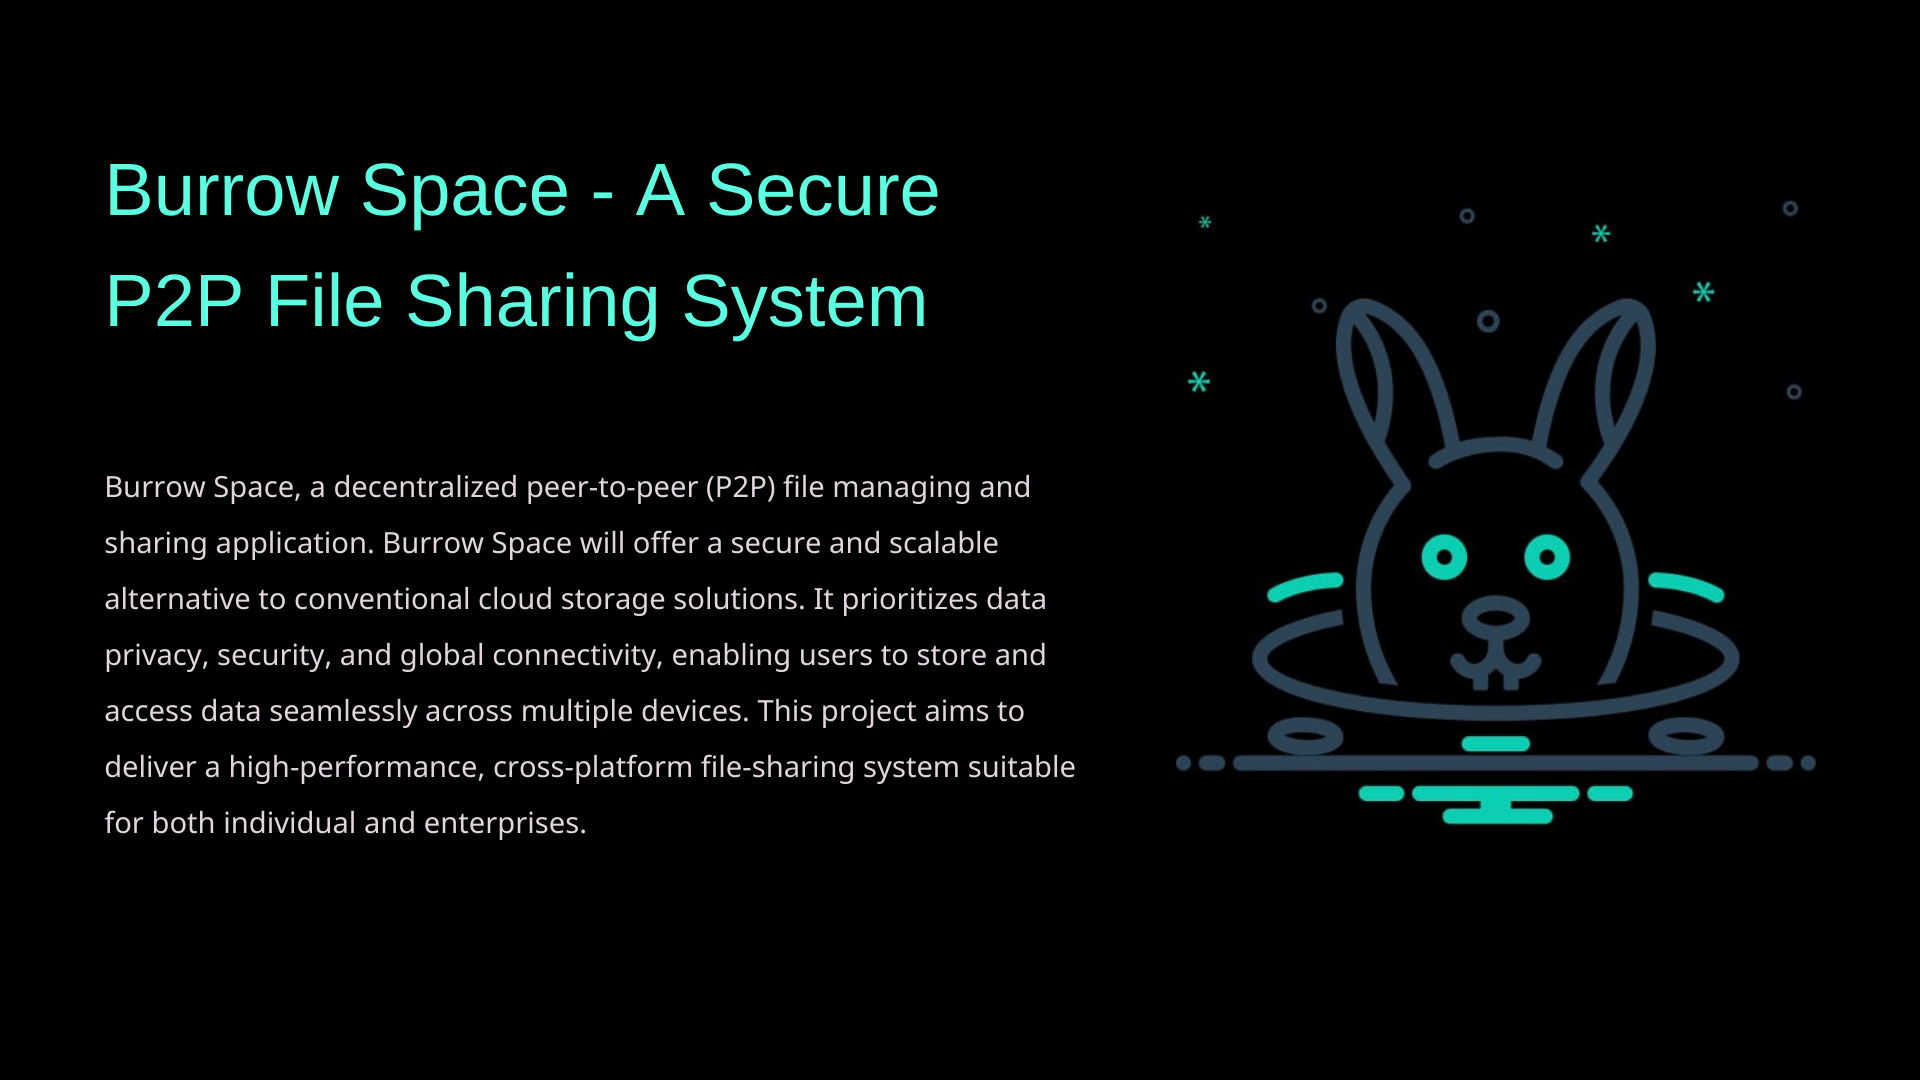 Burrow Space - A Secure
P2P File Sharing System
Burrow Space, a decentralized peer-to-peer (P2P) file managing and
sharing application. Burrow Space will offer a secure and scalable
alternative to conventional cloud storage solutions. It prioritizes data
privacy, security, and global connectivity, enabling users to store and
access data seamlessly across multiple devices. This project aims to
deliver a high-performance, cross-platform file-sharing system suitable
for both individual and enterprises.